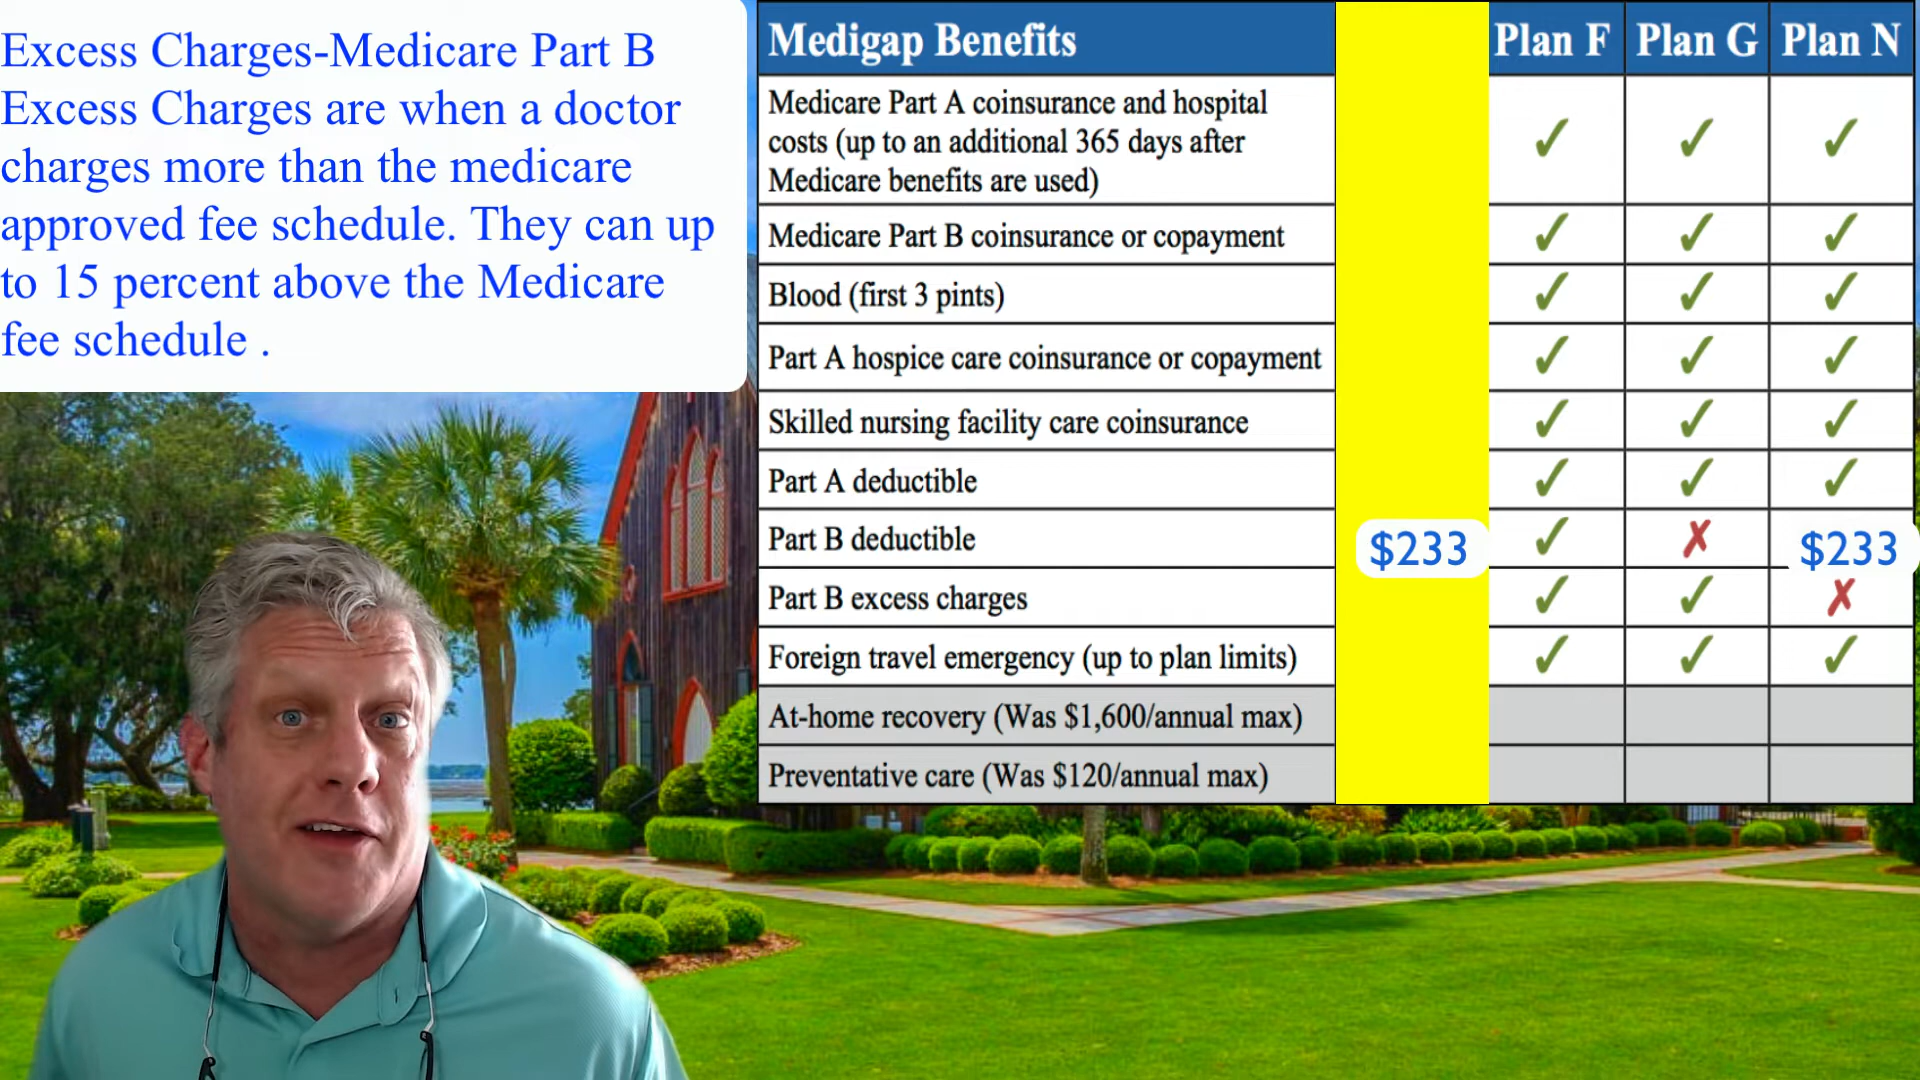 Excess Charges-Medicare Part B
Excess Charges are when a doctor
charges more than the medicare
approved fee schedule. They can up
to 15 percent above the Medicare
fee schedule .
Medigap Benefits Plan F Plan G Plan N
Medicare Part A coinsurance and hospital
costs (up to an additional 365 days after
Medicare benefits are used) ✓ ✓ ✓
Medicare Part B coinsurance or copayment ✓ ✓ ✓
Blood (first 3 pints) ✓ ✓ ✓
Part A hospice care coinsurance or copayment ✓ ✓ ✓
Skilled nursing facility care coinsurance ✓ ✓ ✓
Part A deductible ✓ ✓ ✓
Part B deductible $233 ✓ ✗ $233
Part B excess charges ✓ ✓ ✗
Foreign travel emergency (up to plan limits) ✓ ✓ ✓
At-home recovery (Was $1,600/annual max)
Preventative care (Was $120/annual max)